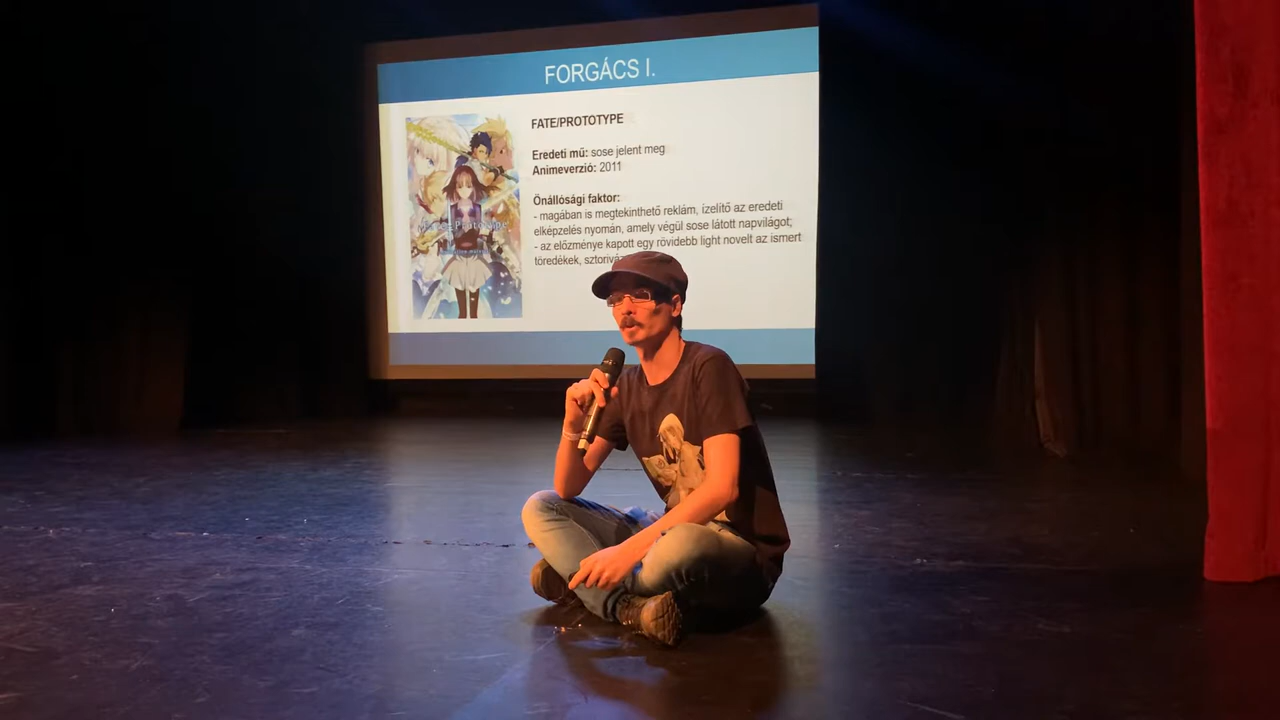 FORGÁCS I.
FATE/PROTOTYPE
Eredeti mű: sose jelent meg
Animeverzió: 2011
Önállósági faktor:
- magában is megtekinthető reklám, ízelítő az eredeti
elképzelés nyomán, amely végül sose látott napvilágot;
- az előzménye kapott egy rövidebb light novelt az ismert
töredékek,